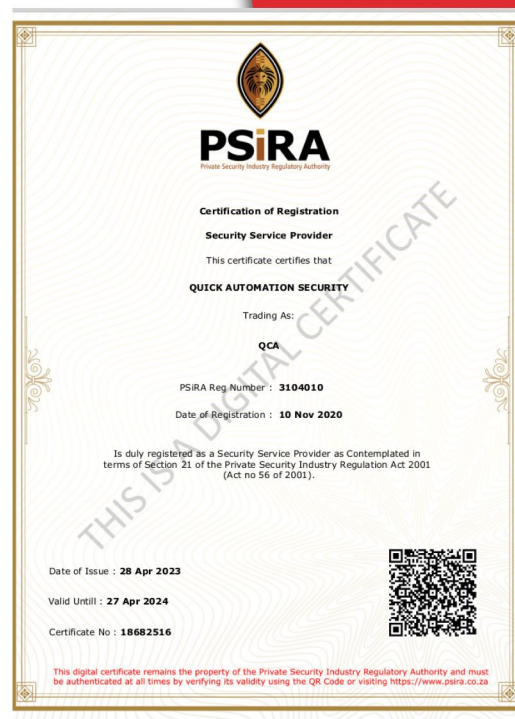 PSiRA
Private Security Industry Regulatory Authority
Certification of Registration
Security Service Provider
This certificate certifies that
QUICK AUTOMATION SECURITY
Trading As:
QCA
PSiRA Reg Number : 3104010
Date of Registration : 10 Nov 2020
Is duly registered as a Security Service Provider as Contemplated in
terms of Section 21 of the Private Security Industry Regulation Act 2001
(Act no 56 of 2001).
THIS IS A DIGITAL CERTIFICATE
Date of Issue : 28 Apr 2023
Valid Untill : 27 Apr 2024
Certificate No : 18682516
This digital certificate remains the property of the Private Security Industry Regulatory Authority and must
be authenticated at all times by verifying its validity using the QR Code or visiting https://www.psira.co.za